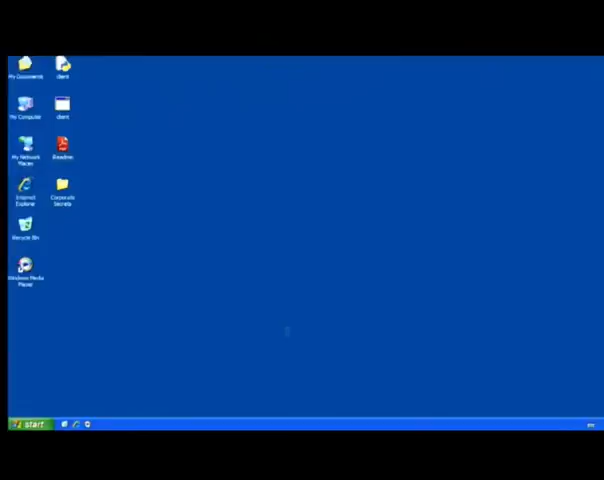 My Documents
client
My Computer
client
My Network
Places
Readme
Internet
Explorer
Corporate
Secrets
Recycle Bin
Windows Media
Player
start